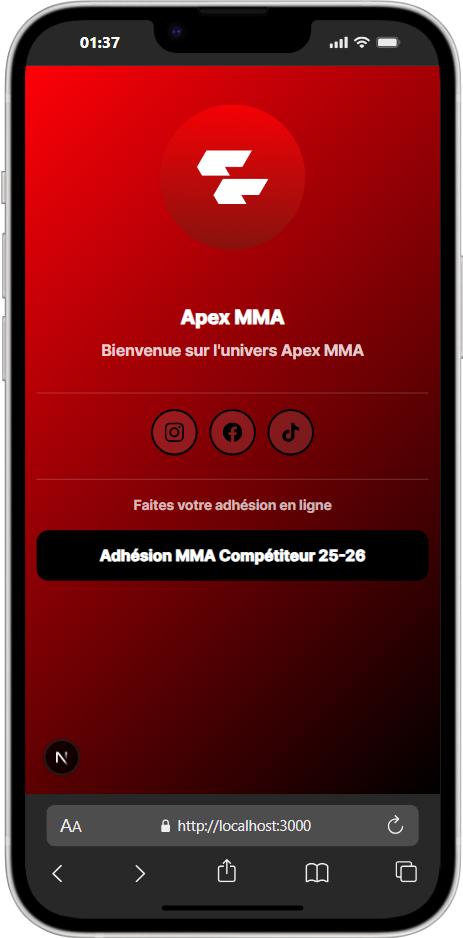 01:37
Apex MMA
Bienvenue sur l'univers Apex MMA
Faites votre adhésion en ligne
Adhésion MMA Compétiteur 25-26
N
AA
http://localhost:3000